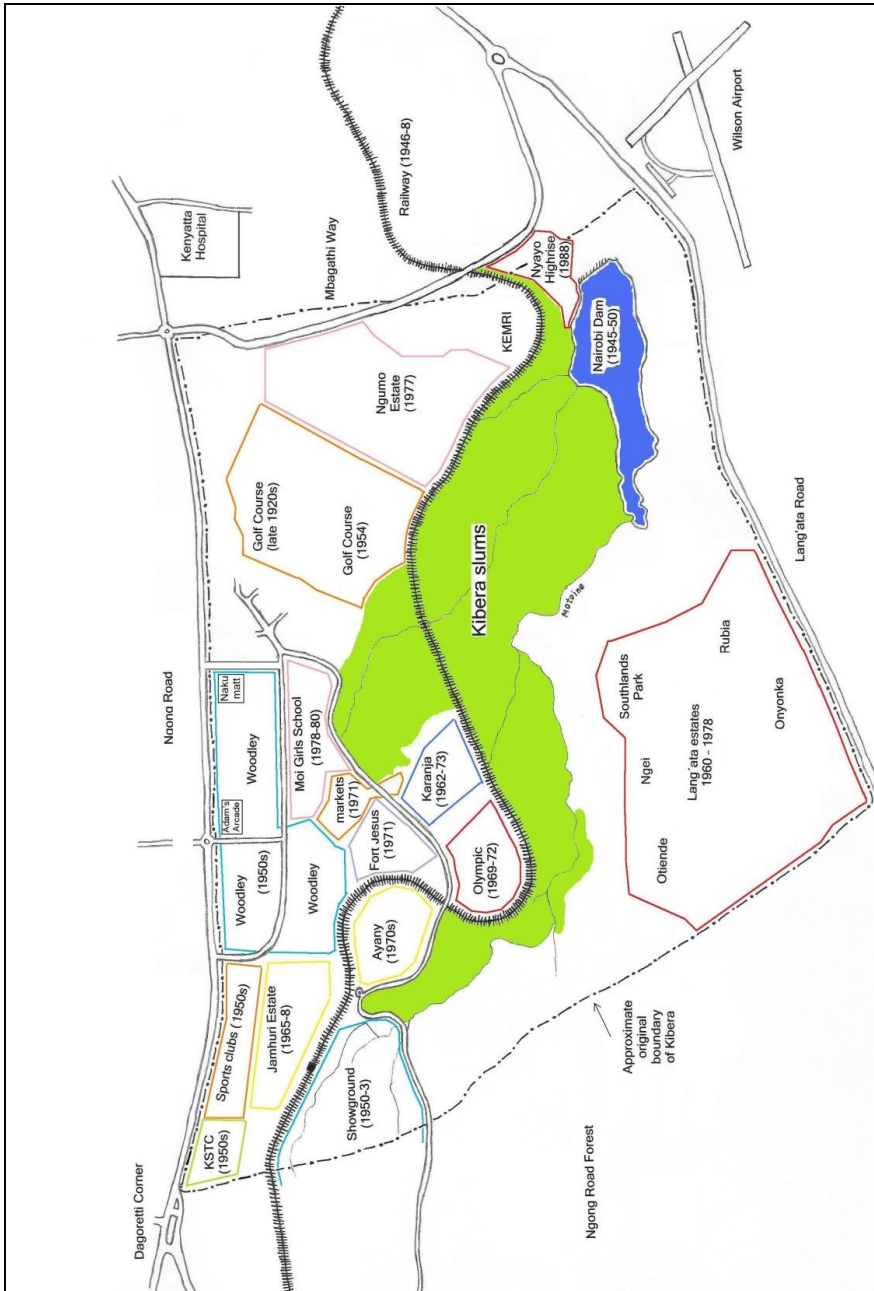 Dagoretti Corner
Ngong Road
Kenyatta
Hospital
KSTC
(1950s)
Sports clubs (1950s)
Woodley
(1950s)
Adam's
Arcade
Woodley
Naku
matt
Jamhuri Estate
(1965-8)
Woodley
Moi Girls School
(1978-80)
Golf Course
(late 1920s)
Golf Course
(1954)
Ngumo
Estate
(1977)
Mbagathi Way
Railway (1946-8)
markets
(1971)
Fort Jesus
(1971)
Showground
(1950-3)
Ayany
(1970s)
Karanja
(1962-73)
Olympic
(1969-72)
Kibera slums
KEMRI
Nyayo
Highrise
(1988)
Nairobi Dam
(1945-50)
Motoine
Approximate
original
boundary
of Kibera
Southlands
Park
Ngei
Otiende
Lang'ata estates
1960 - 1978
Rubia
Onyonka
Ngong Road Forest
Lang'ata Road
Wilson Airport